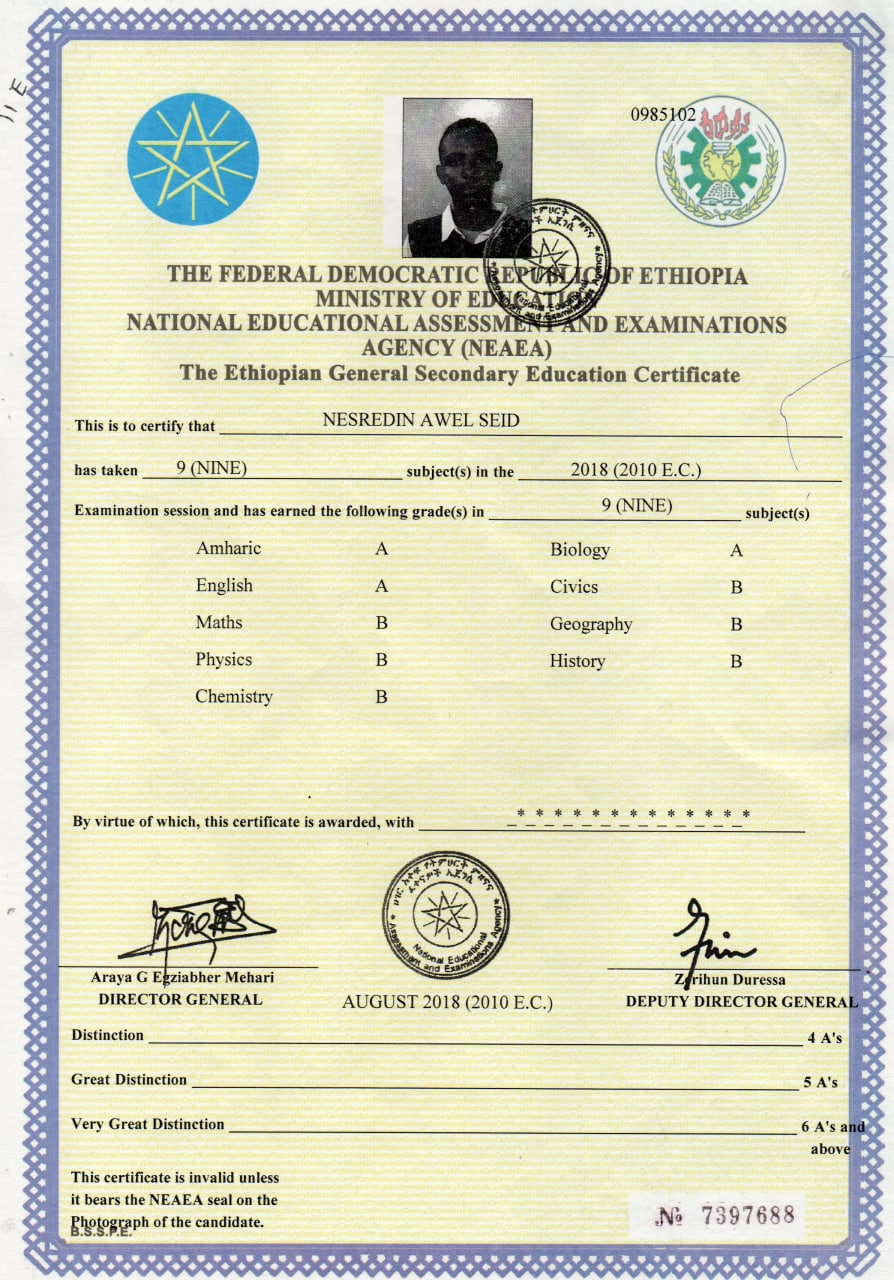 0985102
THE FEDERAL DEMOCRATIC REPUBLIC OF ETHIOPIA
MINISTRY OF EDUCATION
NATIONAL EDUCATIONAL ASSESSMENT AND EXAMINATIONS
AGENCY (NEAEA)
The Ethiopian General Secondary Education Certificate
This is to certify that NESREDIN AWEL SEID
has taken 9 (NINE) subject(s) in the 2018 (2010 E.C.)
Examination session and has earned the following grade(s) in 9 (NINE) subject(s)
Amharic A Biology A
English A Civics B
Maths B Geography B
Physics B History B
Chemistry B
By virtue of which, this certificate is awarded, with * * * * * * * * * * * * *
National Educational
Assessment and Examinations Agency
Araya G Egziabher Mehari Zerihun Duressa
DIRECTOR GENERAL AUGUST 2018 (2010 E.C.) DEPUTY DIRECTOR GENERAL
Distinction 4 A's
Great Distinction 5 A's
Very Great Distinction 6 A's and
above
This certificate is invalid unless
it bears the NEAEA seal on the
Photograph of the candidate.
B.S.S.P.E.
№ 7397688